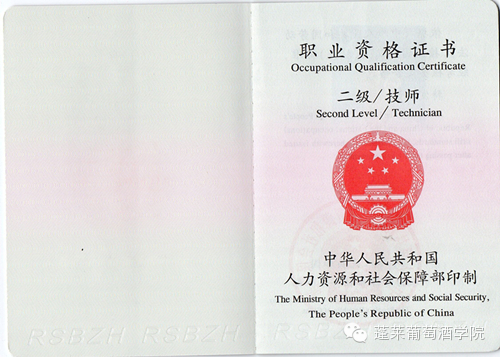 职业资格证书
Occupational Qualification Certificate
二级/技师
Second Level/Technician
中华人民共和国
人力资源和社会保障部印制
The Ministry of Human Resources and Social Security,
The People's Republic of China
RSBZH RSBZH RSBZH
蓬莱葡萄酒学院